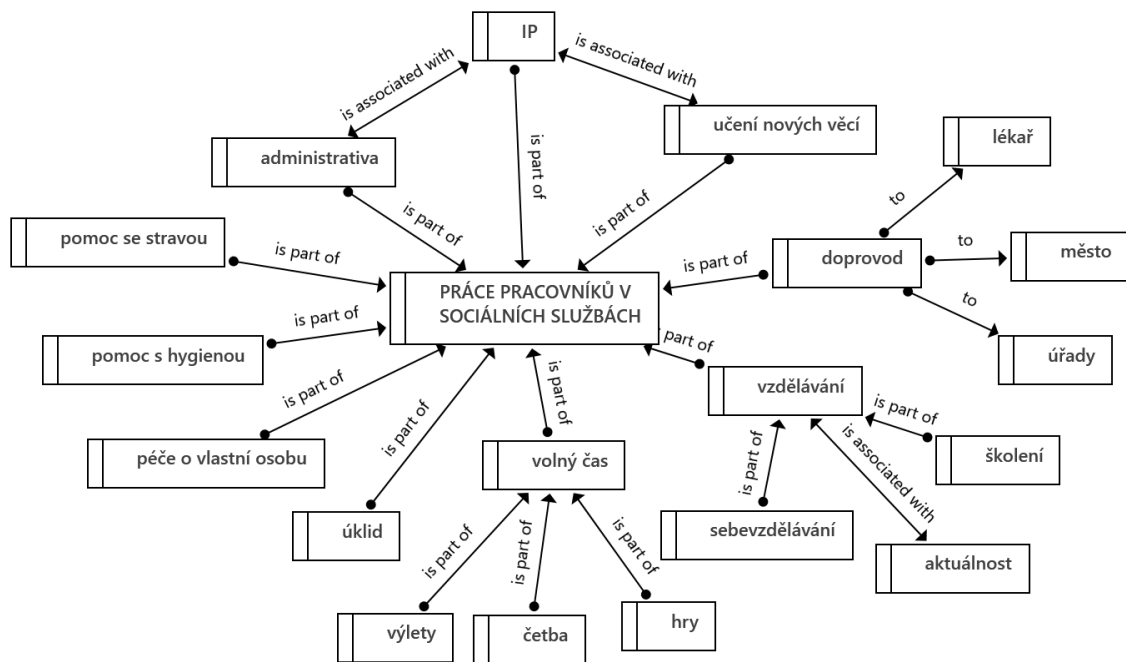 IP
is associated with
is associated with
učení nových věcí
administrativa
lékař
is part of
to
is part of
is part of
pomoc se stravou
is part of
doprovod
to
město
is part of
PRÁCE PRACOVNÍKŮ V
SOCIÁLNÍCH SLUŽBÁCH
to
is part of
pomoc s hygienou
is part of
úřady
is part of
is part of
vzdělávání
is part of
is part of
péče o vlastní osobu
volný čas
is part of
is associated with
školení
úklid
sebevzdělávání
aktuálnost
is part of
is part of
is part of
výlety
četba
hry